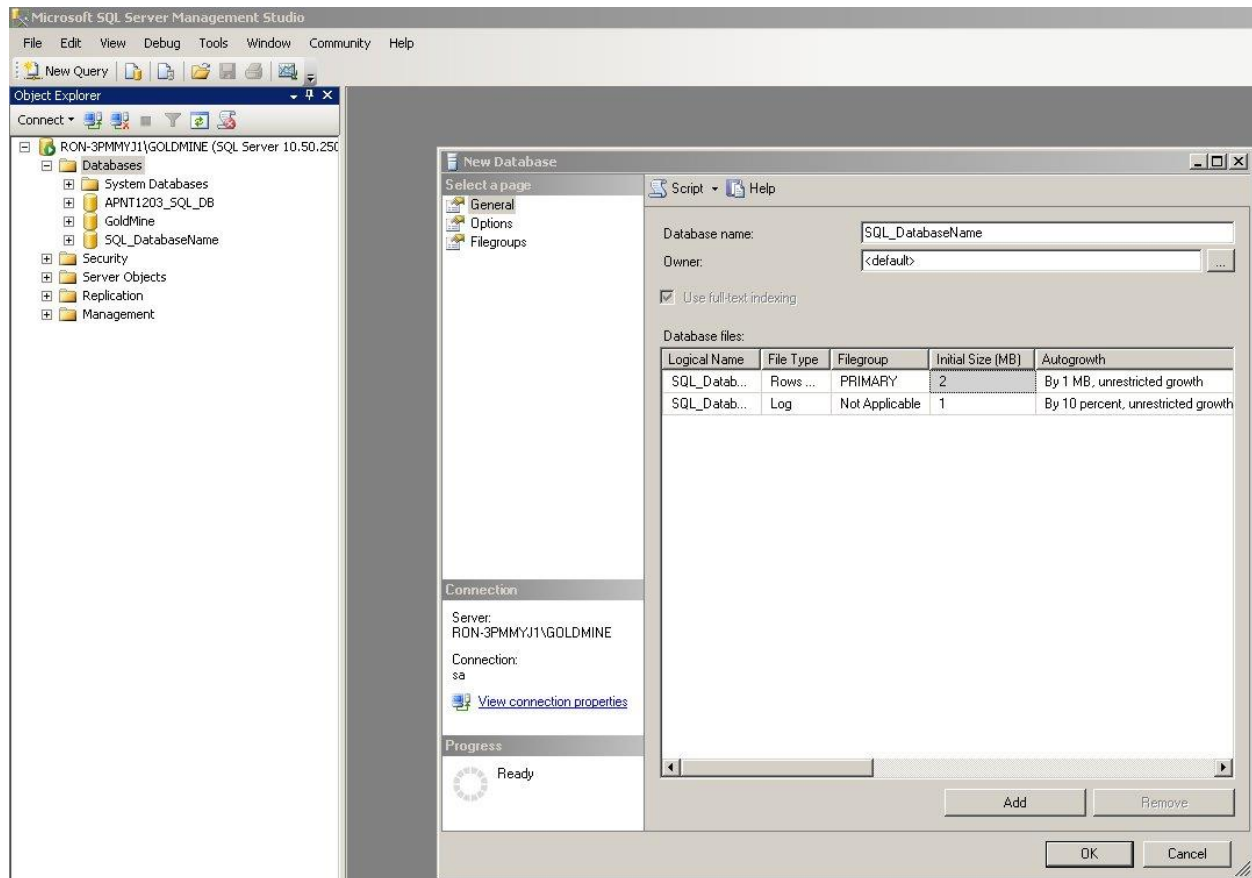 Microsoft SQL Server Management Studio
File Edit View Debug Tools Window Community Help
New Query
Object Explorer
Connect
RON-3PMMYJ1\GOLDMINE (SQL Server 10.50.250
Databases
System Databases
APNT1203_SQL_DB
GoldMine
SQL_DatabaseName
Security
Server Objects
Replication
Management
New Database
Select a page
General
Options
Filegroups
Script Help
Database name: SQL_DatabaseName
Owner: <default> ...
Use full-text indexing
Database files:
Logical Name File Type Filegroup Initial Size (MB) Autogrowth
SQL_Datab... Rows ... PRIMARY 2 By 1 MB, unrestricted growth
SQL_Datab... Log Not Applicable 1 By 10 percent, unrestricted growth
Connection
Server:
RON-3PMMYJ1\GOLDMINE
Connection:
sa
View connection properties
Progress
Ready
Add Remove
OK Cancel